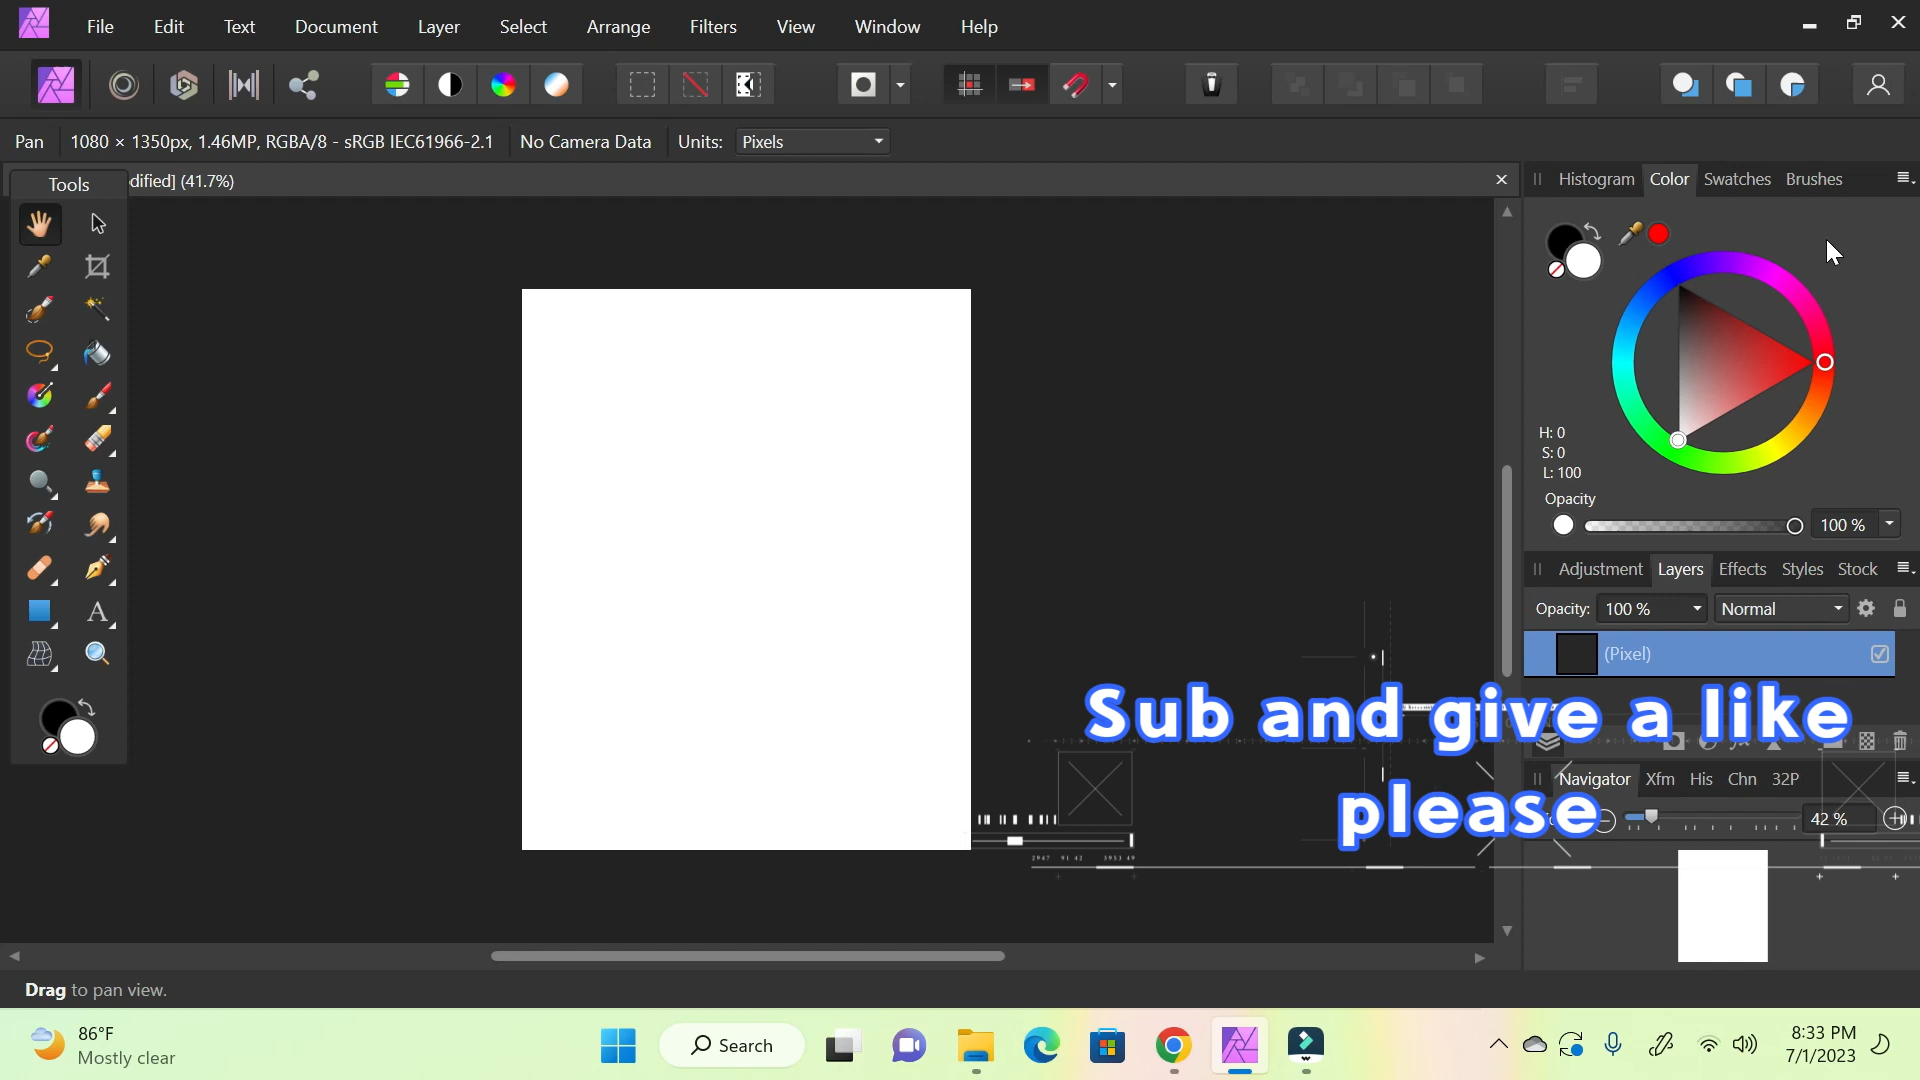 File Edit Text Document Layer Select Arrange Filters View Window Help
Pan 1080 × 1350px, 1.46MP, RGBA/8 - sRGB IEC61966-2.1 No Camera Data Units: Pixels
Tools dified] (41.7%)
Histogram Color Swatches Brushes
H: 0
S: 0
L: 100
Opacity
100 %
Adjustment Layers Effects Styles Stock
Opacity: 100 % Normal
(Pixel)
Sub and give a like
please
Navigator Xfm His Chn 32P
42 %
Drag to pan view.
86°F
Mostly clear
Search
8:33 PM
7/1/2023